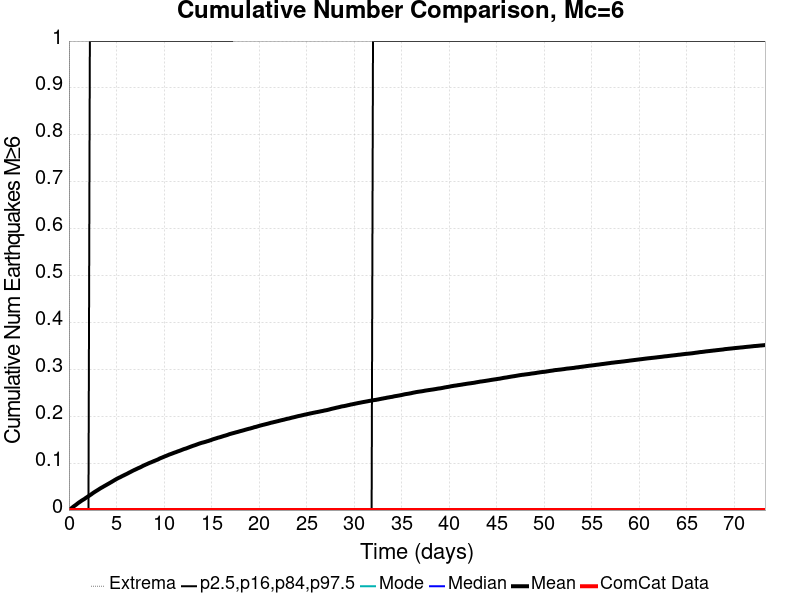 Cumulative Number Comparison, Mc=6
Cumulative Num Earthquakes M≥6
1
0.9
0.8
0.7
0.6
0.5
0.4
0.3
0.2
0.1
0
0 5 10 15 20 25 30 35 40 45 50 55 60 65 70
Time (days)
Extrema p2.5,p16,p84,p97.5 Mode Median Mean ComCat Data